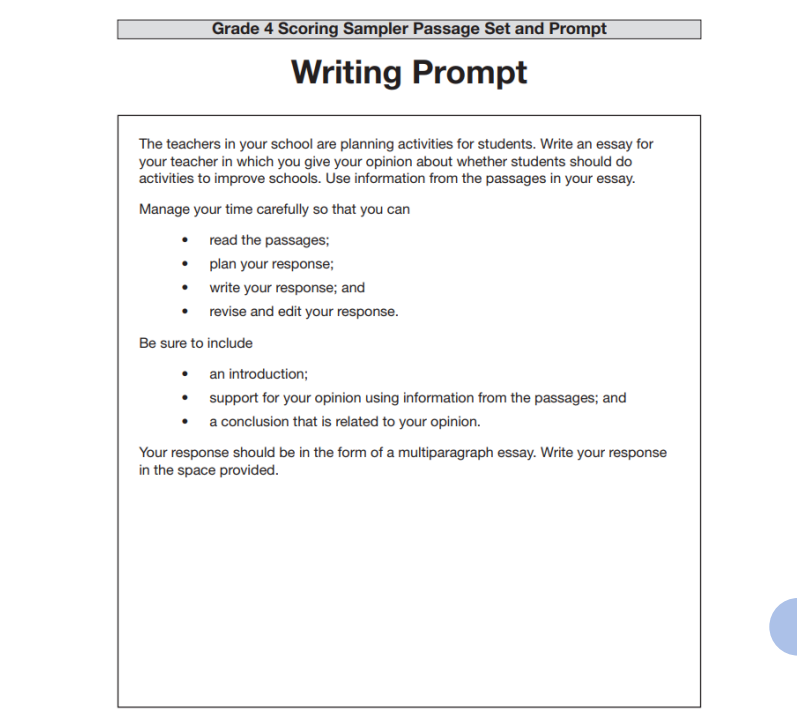 Grade 4 Scoring Sampler Passage Set and Prompt
Writing Prompt
The teachers in your school are planning activities for students. Write an essay for
your teacher in which you give your opinion about whether students should do
activities to improve schools. Use information from the passages in your essay.
Manage your time carefully so that you can
• read the passages;
• plan your response;
• write your response; and
• revise and edit your response.
Be sure to include
• an introduction;
• support for your opinion using information from the passages; and
• a conclusion that is related to your opinion.
Your response should be in the form of a multiparagraph essay. Write your response
in the space provided.